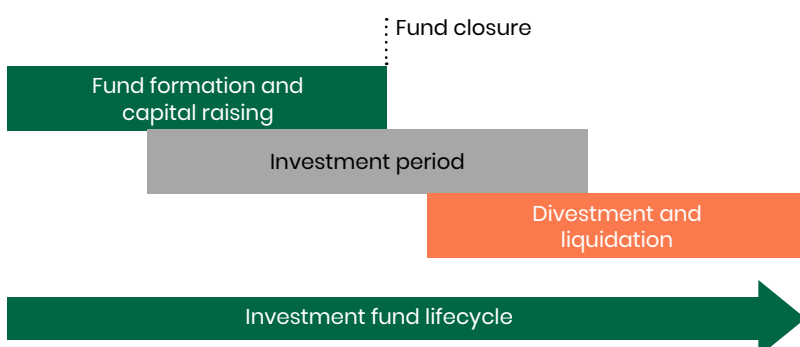 Fund closure
Fund formation and
capital raising
Investment period
Divestment and
liquidation
Investment fund lifecycle